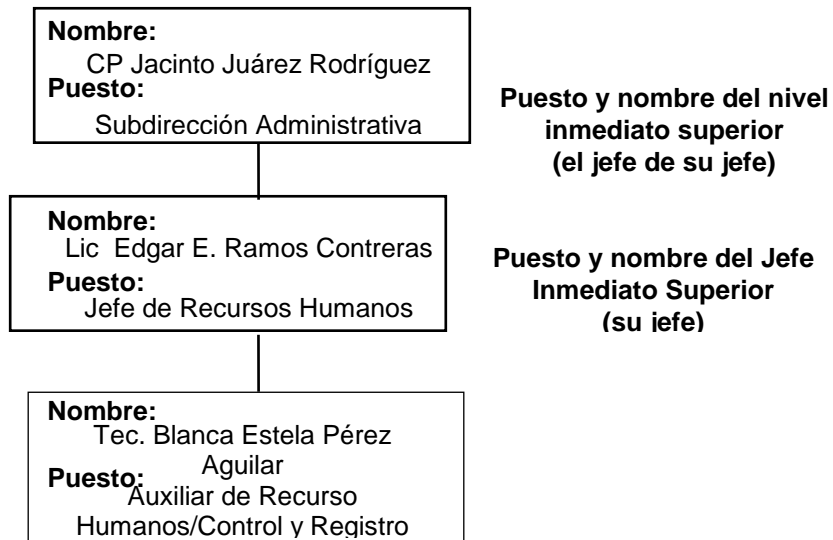 Nombre:
CP Jacinto Juárez Rodríguez
Puesto:
Subdirección Administrativa
Puesto y nombre del nivel
inmediato superior
(el jefe de su jefe)
Nombre:
Lic Edgar E. Ramos Contreras
Puesto:
Jefe de Recursos Humanos
Puesto y nombre del Jefe
Inmediato Superior
(su jefe)
Nombre:
Tec. Blanca Estela Pérez
Aguilar
Puesto:
Auxiliar de Recurso
Humanos/Control y Registro